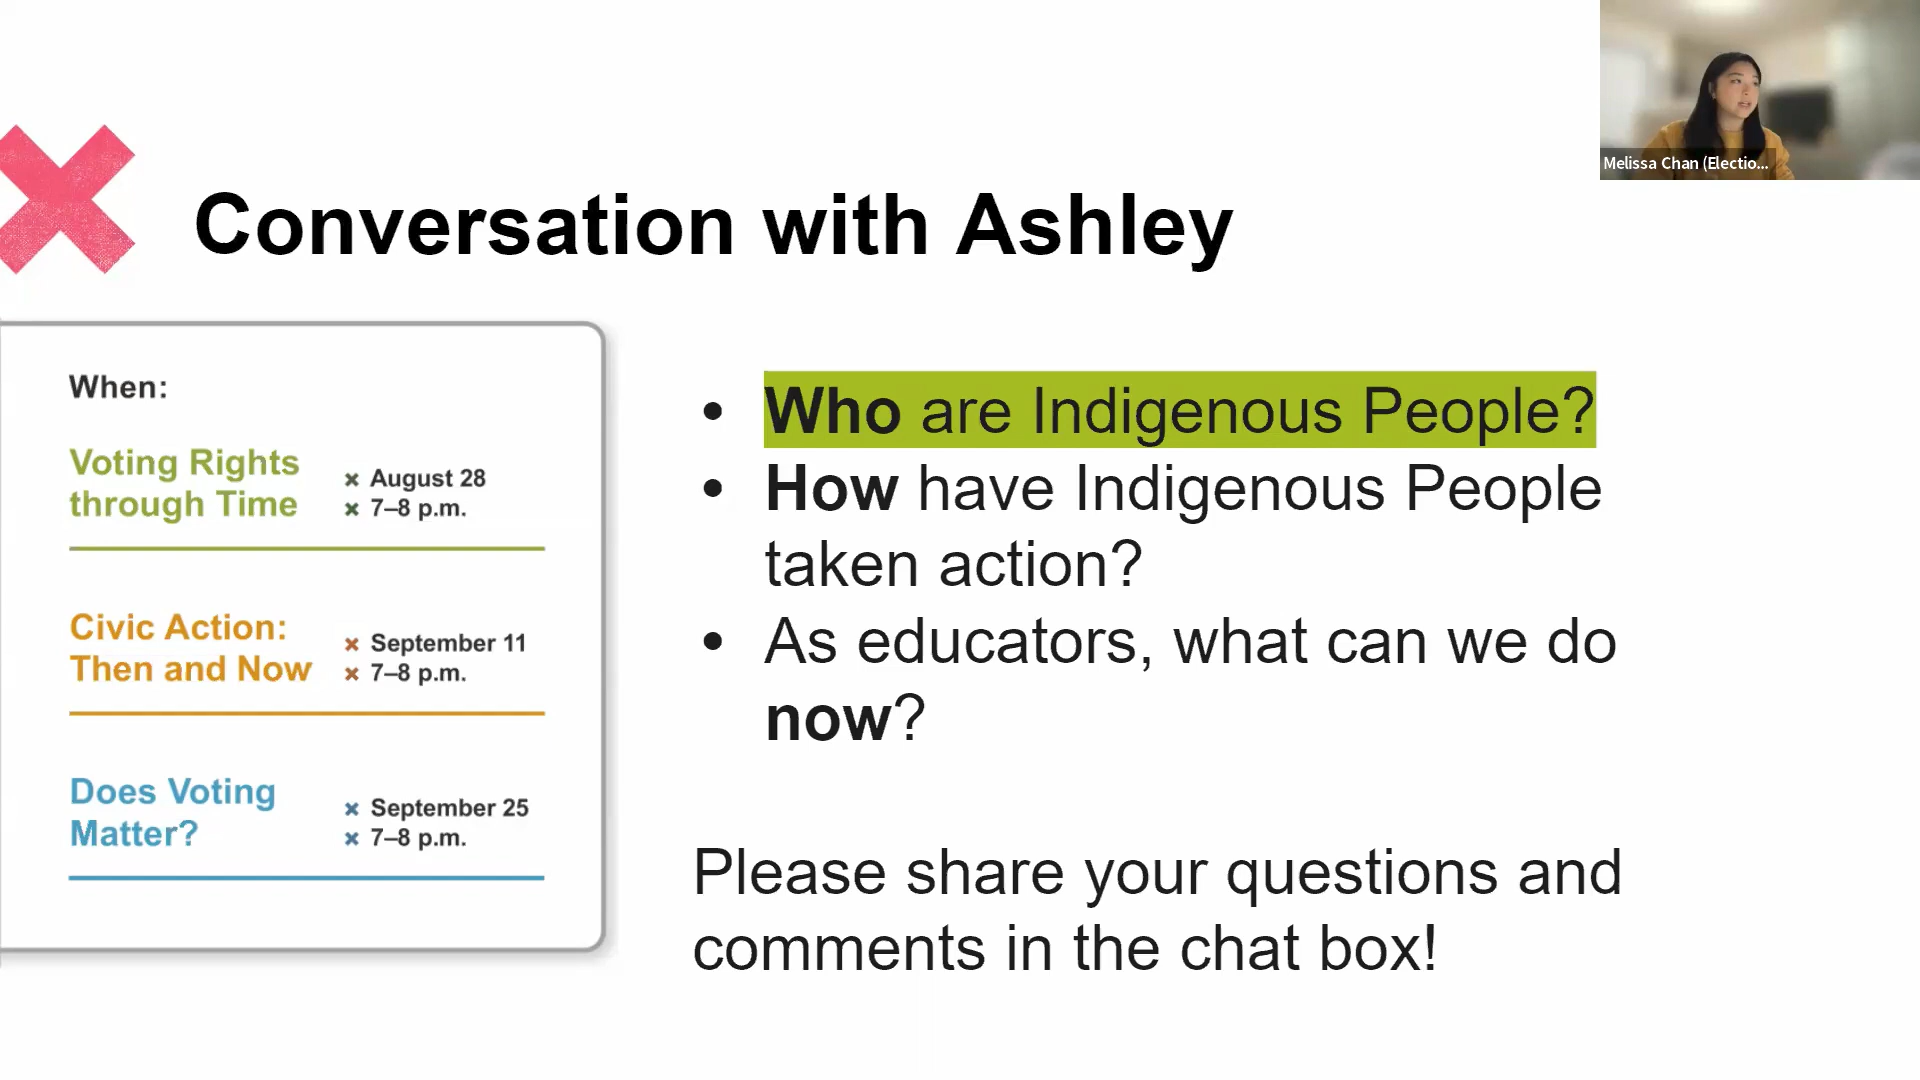 Melissa Chan (Electio...
Conversation with Ashley
When:
Voting Rights
through Time
× August 28
× 7–8 p.m.
Civic Action:
Then and Now
× September 11
× 7–8 p.m.
Does Voting
Matter?
× September 25
× 7–8 p.m.
• Who are Indigenous People?
• How have Indigenous People
taken action?
• As educators, what can we do
now?
Please share your questions and
comments in the chat box!